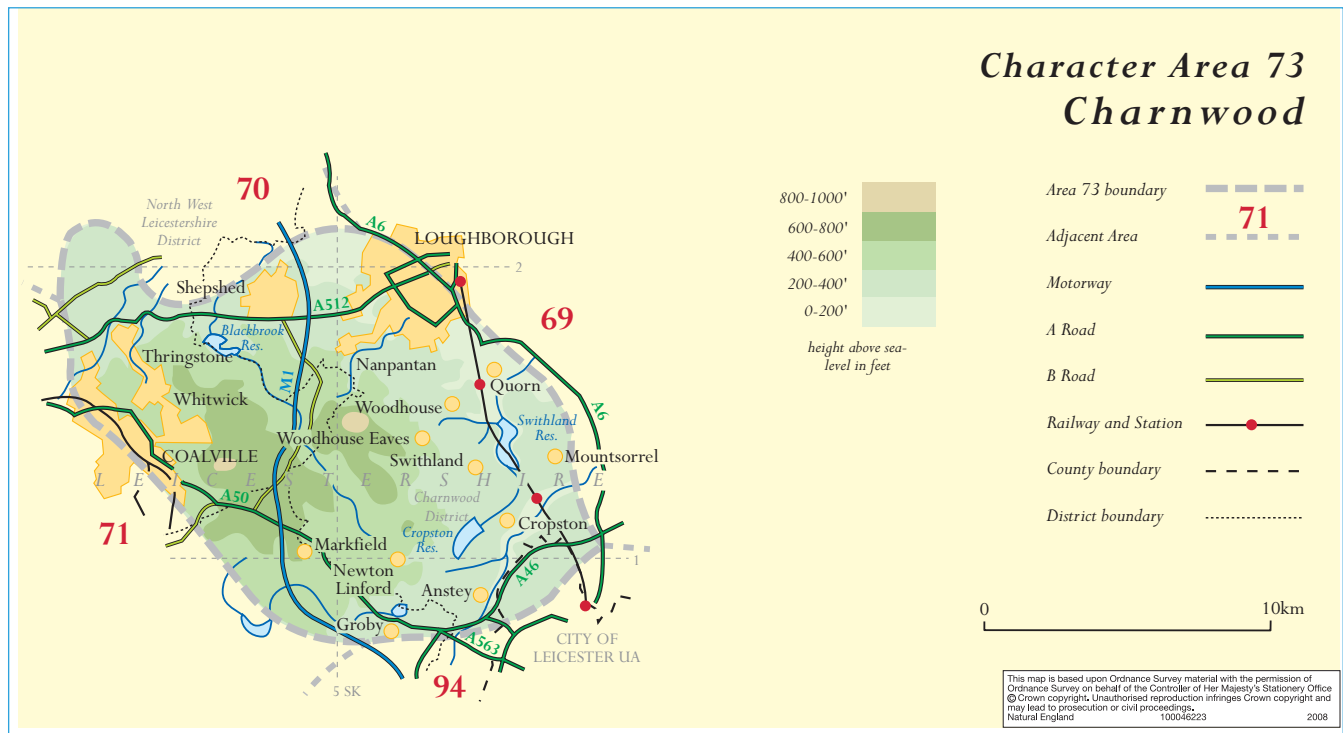 Character Area 73
Charnwood
800-1000'
600-800'
400-600'
200-400'
0-200'
height above sea-
level in feet
Area 73 boundary
71
Adjacent Area
Motorway
A Road
B Road
Railway and Station
County boundary
District boundary
0
10km
70
North West
Leicestershire
District
A6
LOUGHBOROUGH
2
Shepshed
A512
69
Blackbrook
Res.
Thringstone
Nanpantan
M1
Quorn
Whitwick
Woodhouse
A6
Swithland
Res.
Woodhouse Eaves
COALVILLE
Swithland
Mountsorrel
LEICESTERSHIRE
A50
Charnwood
District
71
Cropston
Cropston
Res.
Markfield
1
Newton
Linford
A46
Anstey
Groby
A563
CITY OF
LEICESTER UA
94
5 SK
This map is based upon Ordnance Survey material with the permission of
Ordnance Survey on behalf of the Controller of Her Majesty's Stationery Office
© Crown copyright. Unauthorised reproduction infringes Crown copyright and
may lead to prosecution or civil proceedings.
Natural England 100046223 2008